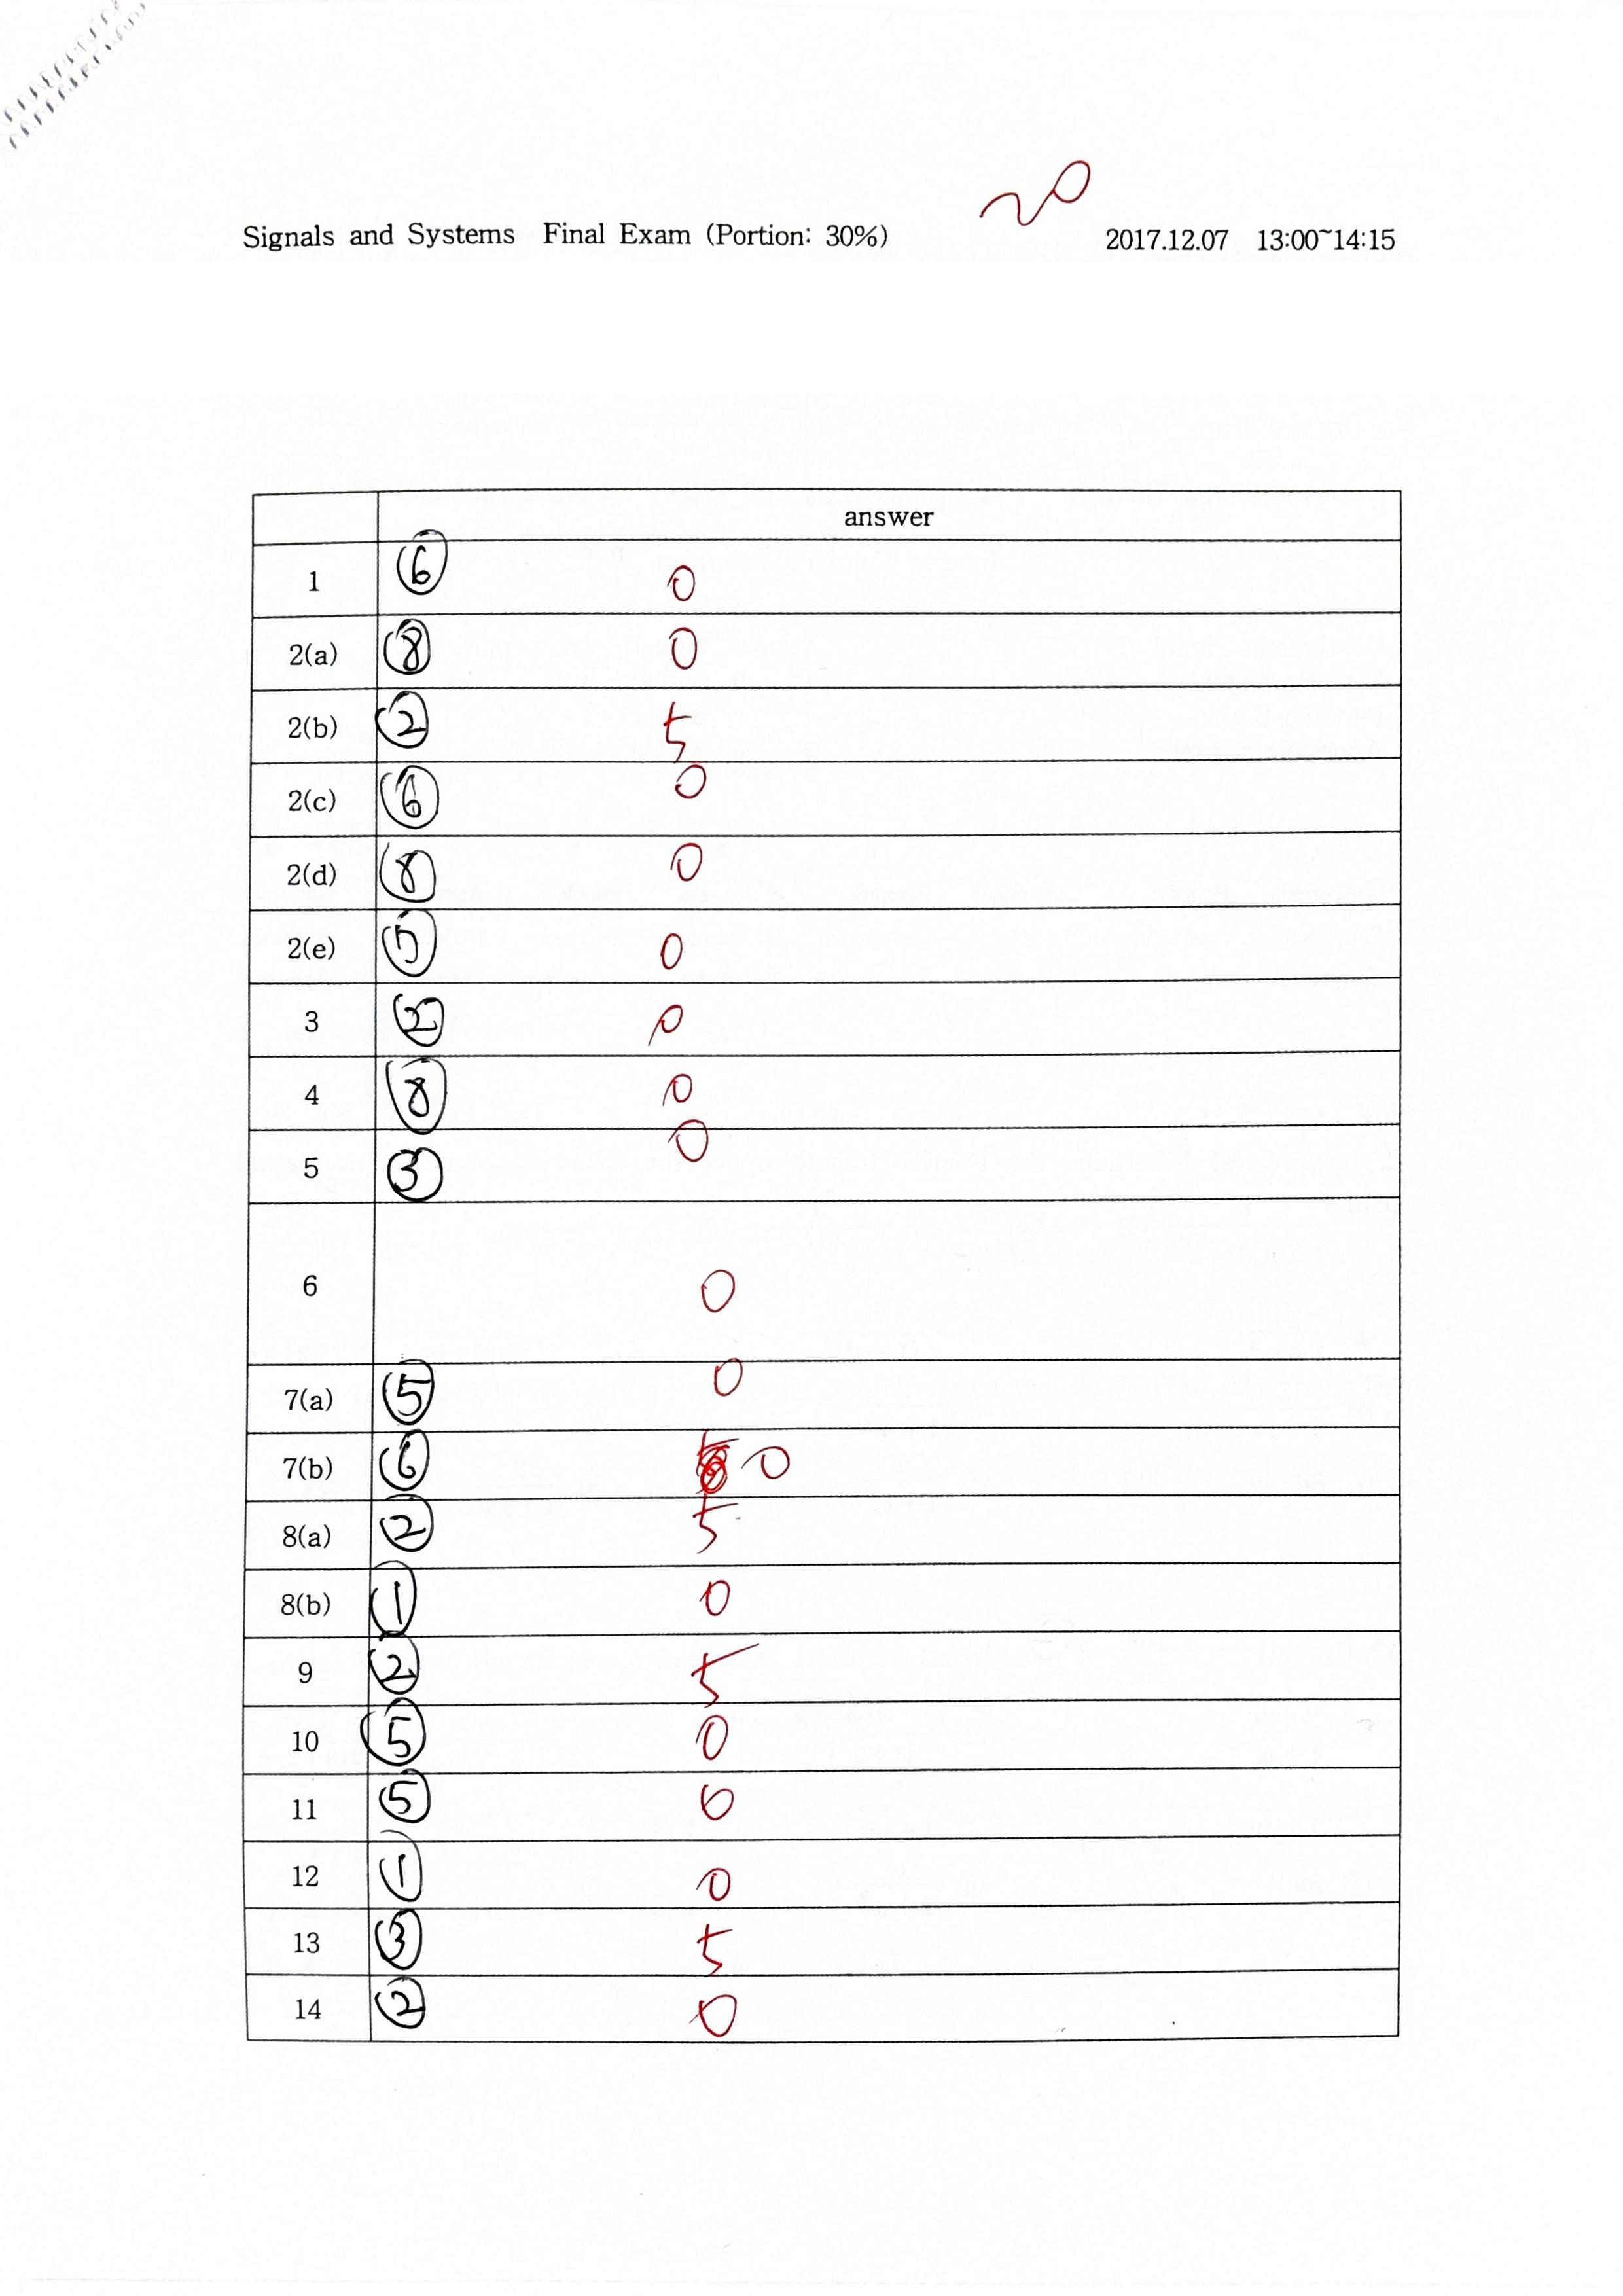 20
Signals and Systems Final Exam (Portion: 30%) 2017.12.07 13:00~14:15
answer
1 ⑥ 0
2(a) ⑧ 0
2(b) ② 5
2(c) ⑥ 0
2(d) ⑧ 0
2(e) ⑤ 0
3 ② 0
4 ⑧ 0
5 ③ 0
6 0
7(a) ⑤ 0
7(b) ⑥ 0
8(a) ② 5
8(b) ① 0
9 ② 5
10 ⑤ 0
11 ⑤ 0
12 ① 0
13 ③ 5
14 ② 0